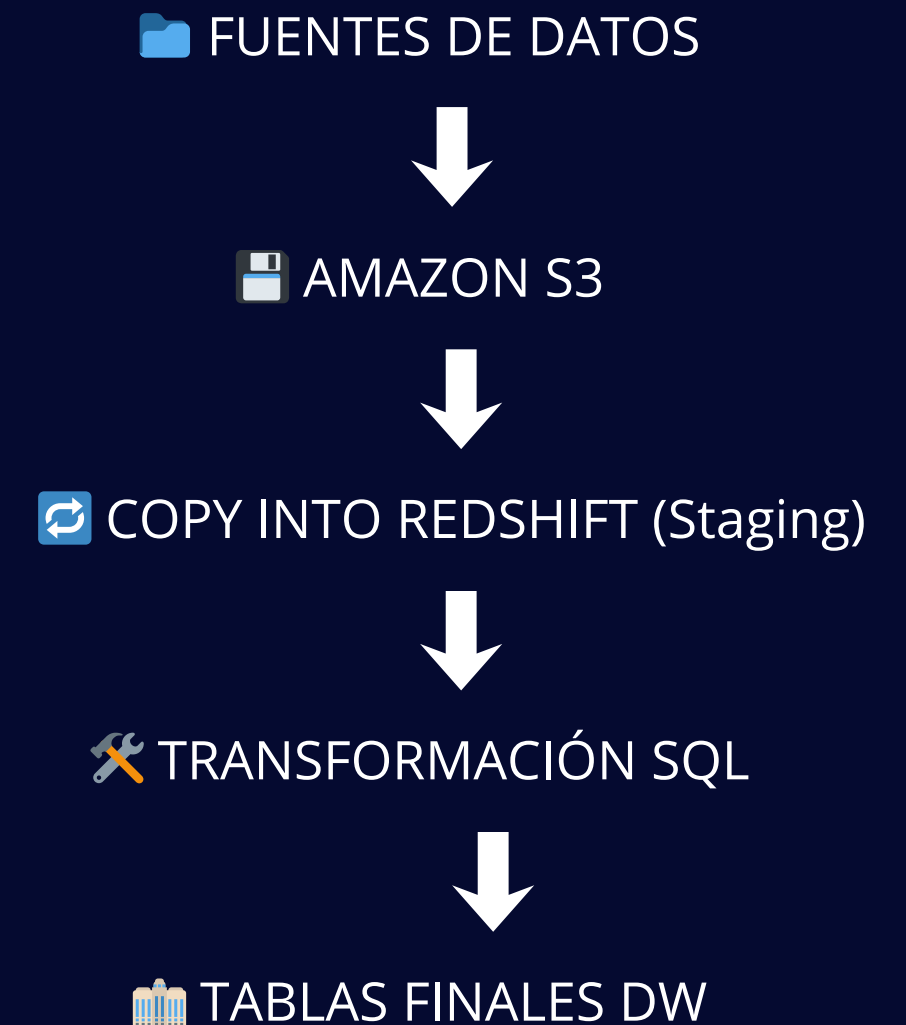 FUENTES DE DATOS
AMAZON S3
COPY INTO REDSHIFT (Staging)
TRANSFORMACIÓN SQL
TABLAS FINALES DW